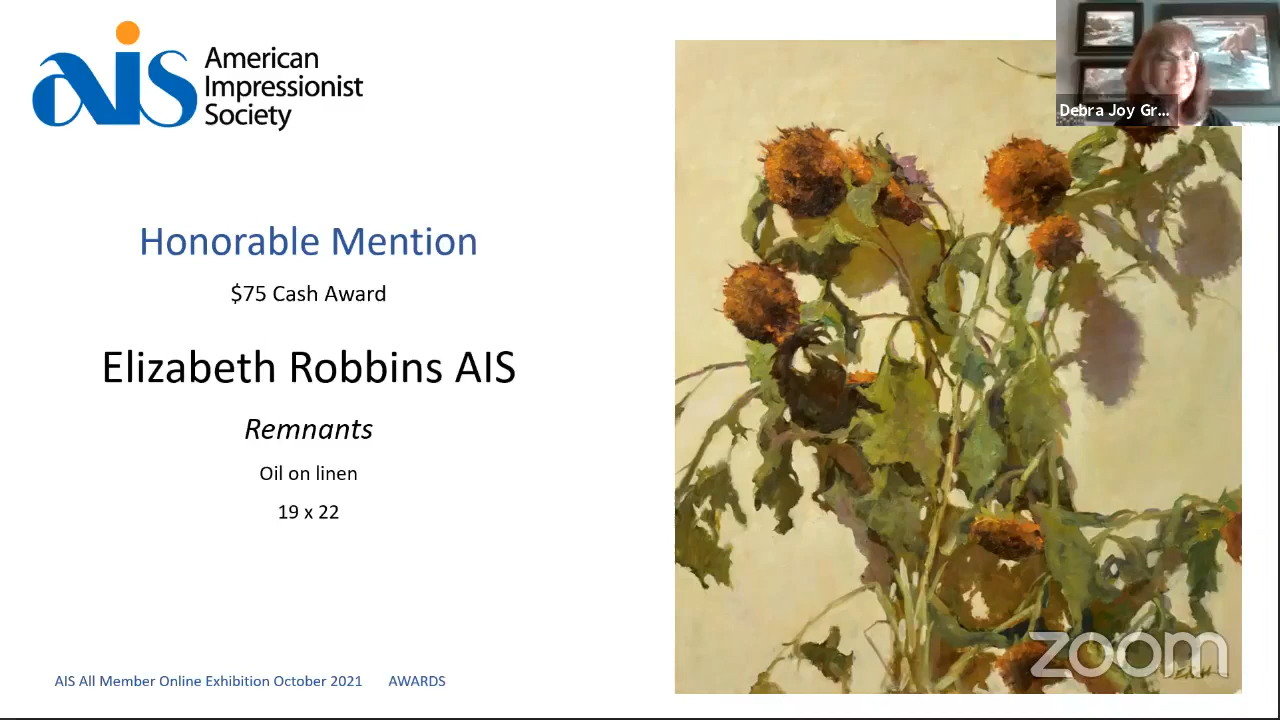 ais American
Impressionist
Society
Debra Joy Gr...
Honorable Mention
$75 Cash Award
Elizabeth Robbins AIS
Remnants
Oil on linen
19 x 22
zoom
AIS All Member Online Exhibition October 2021 AWARDS